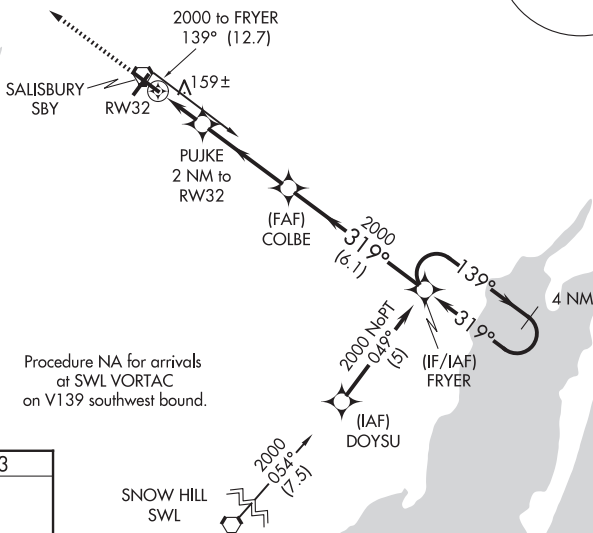 2000 to FRYER
139° (12.7)
SALISBURY
SBY
RW32
159±
PUJKE
2 NM to
RW32
(FAF)
COLBE
2000
319°
(6.1)
139°
4 NM
319°
(IF/IAF)
FRYER
2000 NoPT
049°
(5)
(IAF)
DOYSU
Procedure NA for arrivals
at SWL VORTAC
on V139 southwest bound.
3
2000
054°
(7.5)
SNOW HILL
SWL